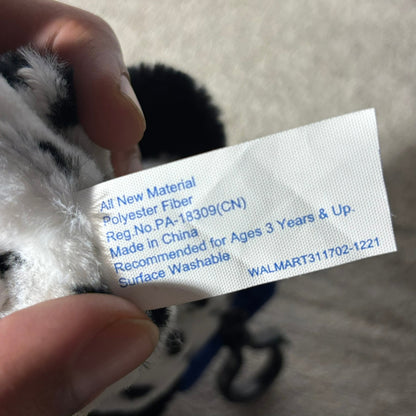 All New Material
Polyester Fiber
Reg.No.PA-18309(CN)
Made in China
Recommended for Ages 3 Years & Up.
Surface Washable
WALMART311702-1221